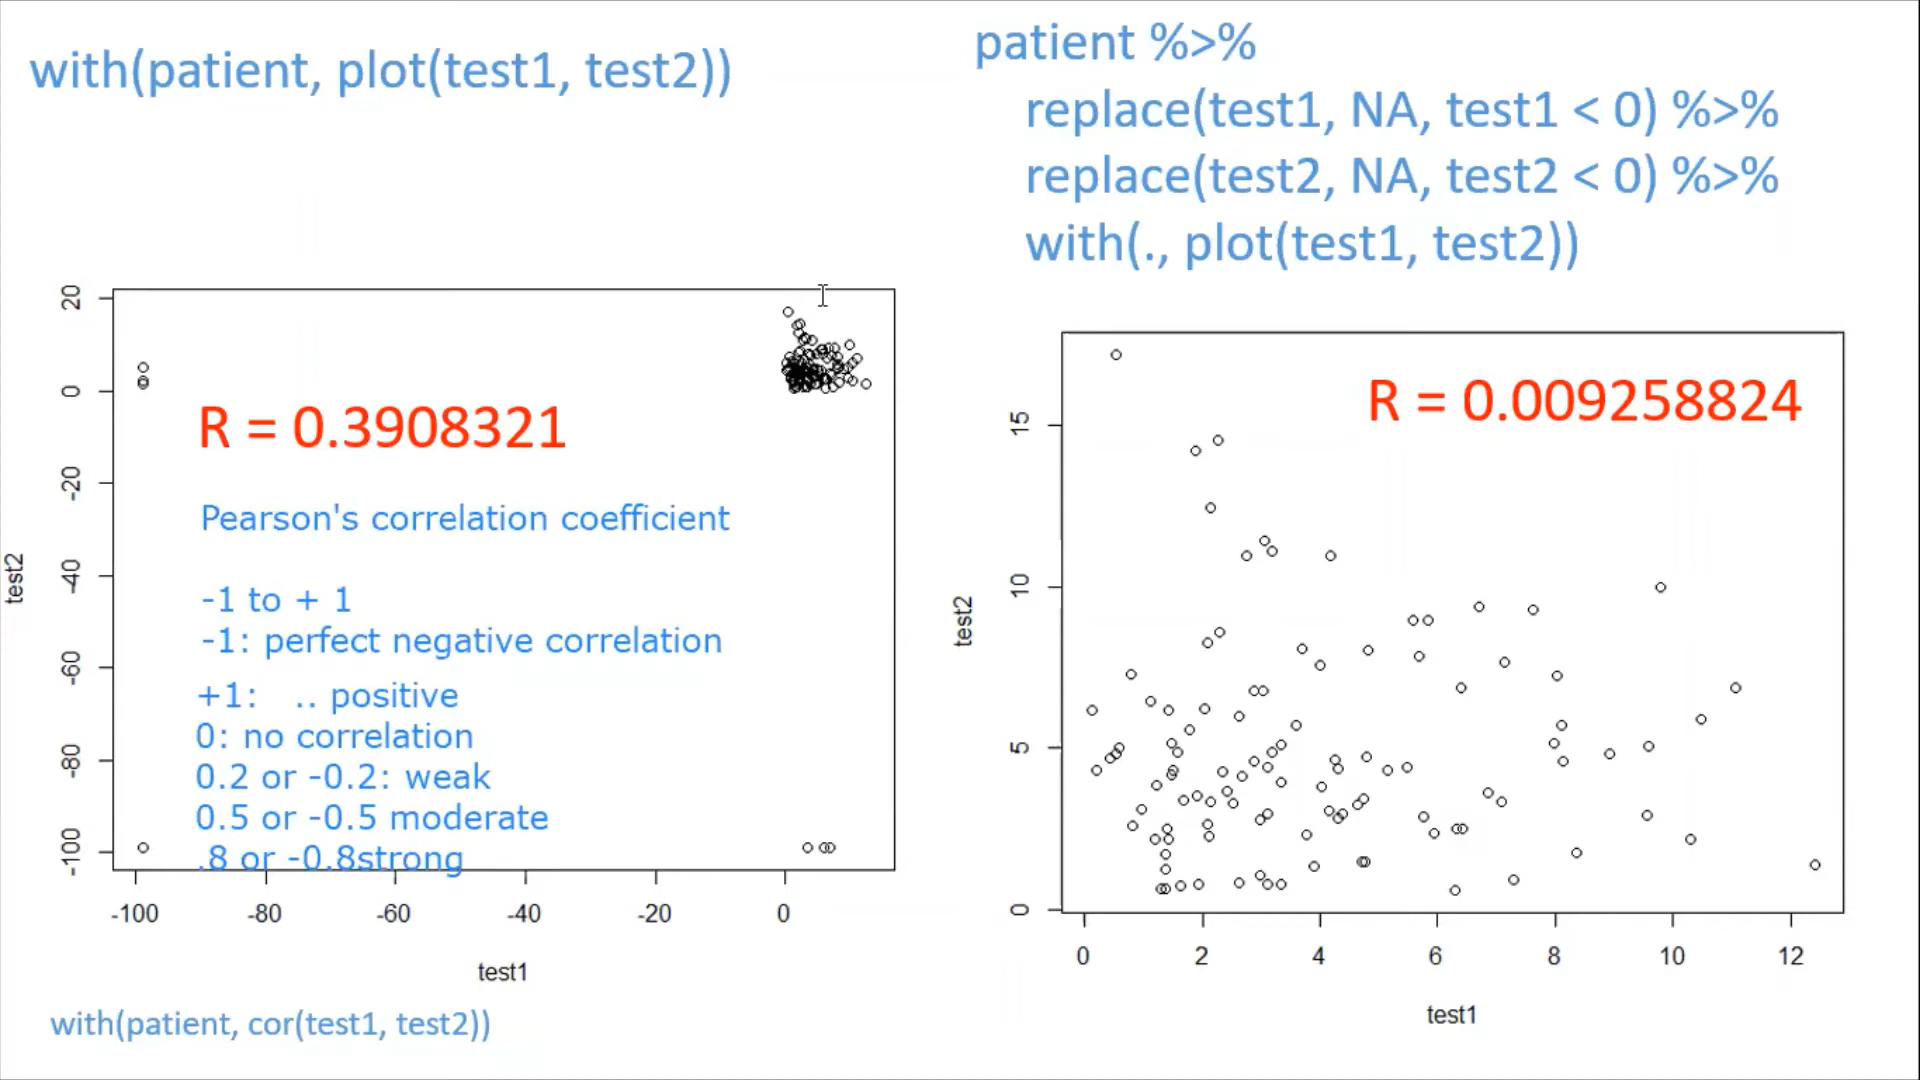 with(patient, plot(test1, test2))
patient %>%
replace(test1, NA, test1 < 0) %>%
replace(test2, NA, test2 < 0) %>%
with(., plot(test1, test2))
20
0
-20
-40
-60
-80
-100
test2
R = 0.3908321
Pearson's correlation coefficient
-1 to + 1
-1: perfect negative correlation
+1: .. positive
0: no correlation
0.2 or -0.2: weak
0.5 or -0.5 moderate
.8 or -0.8strong
-100 -80 -60 -40 -20 0
test1
with(patient, cor(test1, test2))
R = 0.009258824
15
10
5
0
test2
0 2 4 6 8 10 12
test1